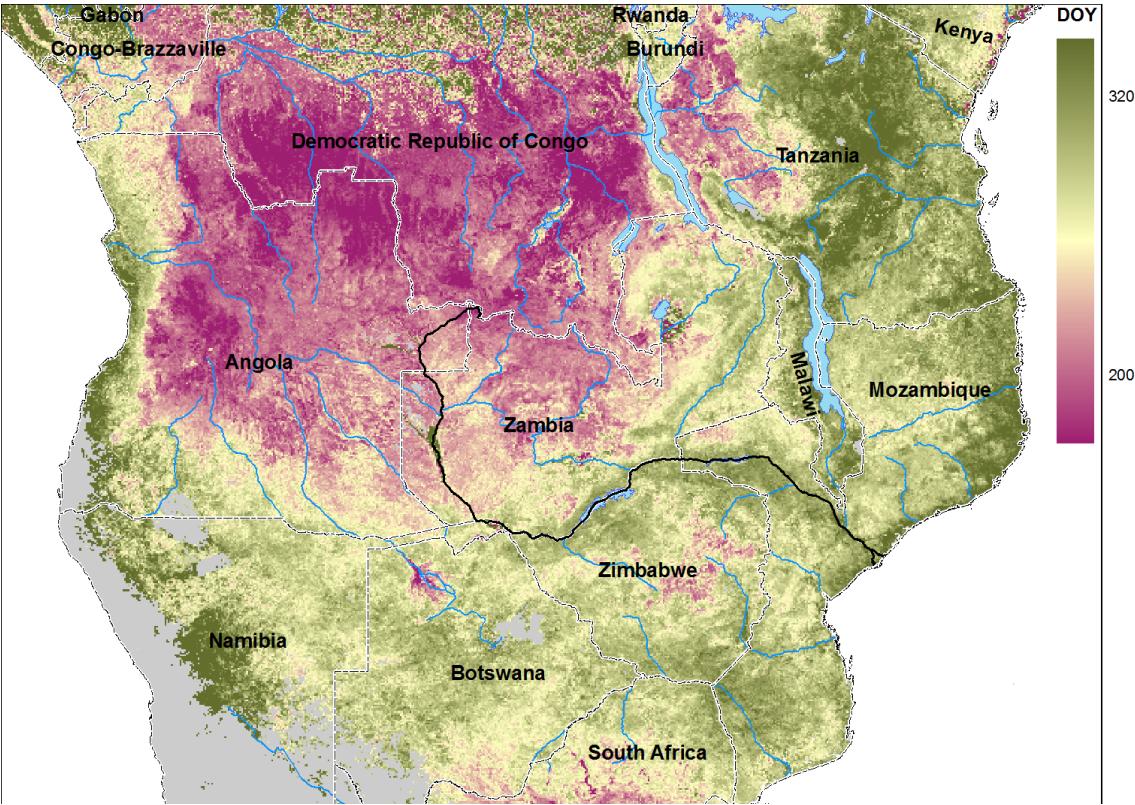 Gabon
Rwanda
DOY
Kenya
Congo-Brazzaville
Burundi
320
Democratic Republic of Congo
Tanzania
Angola
200
Malawi
Mozambique
Zambia
Zimbabwe
Namibia
Botswana
South Africa